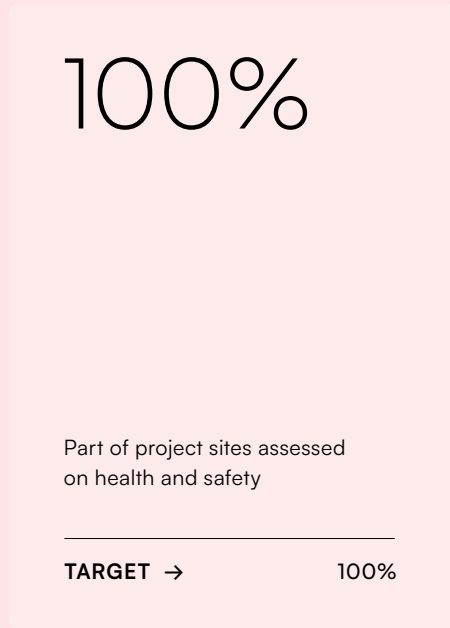 100%
Part of project sites assessed
on health and safety
TARGET → 100%